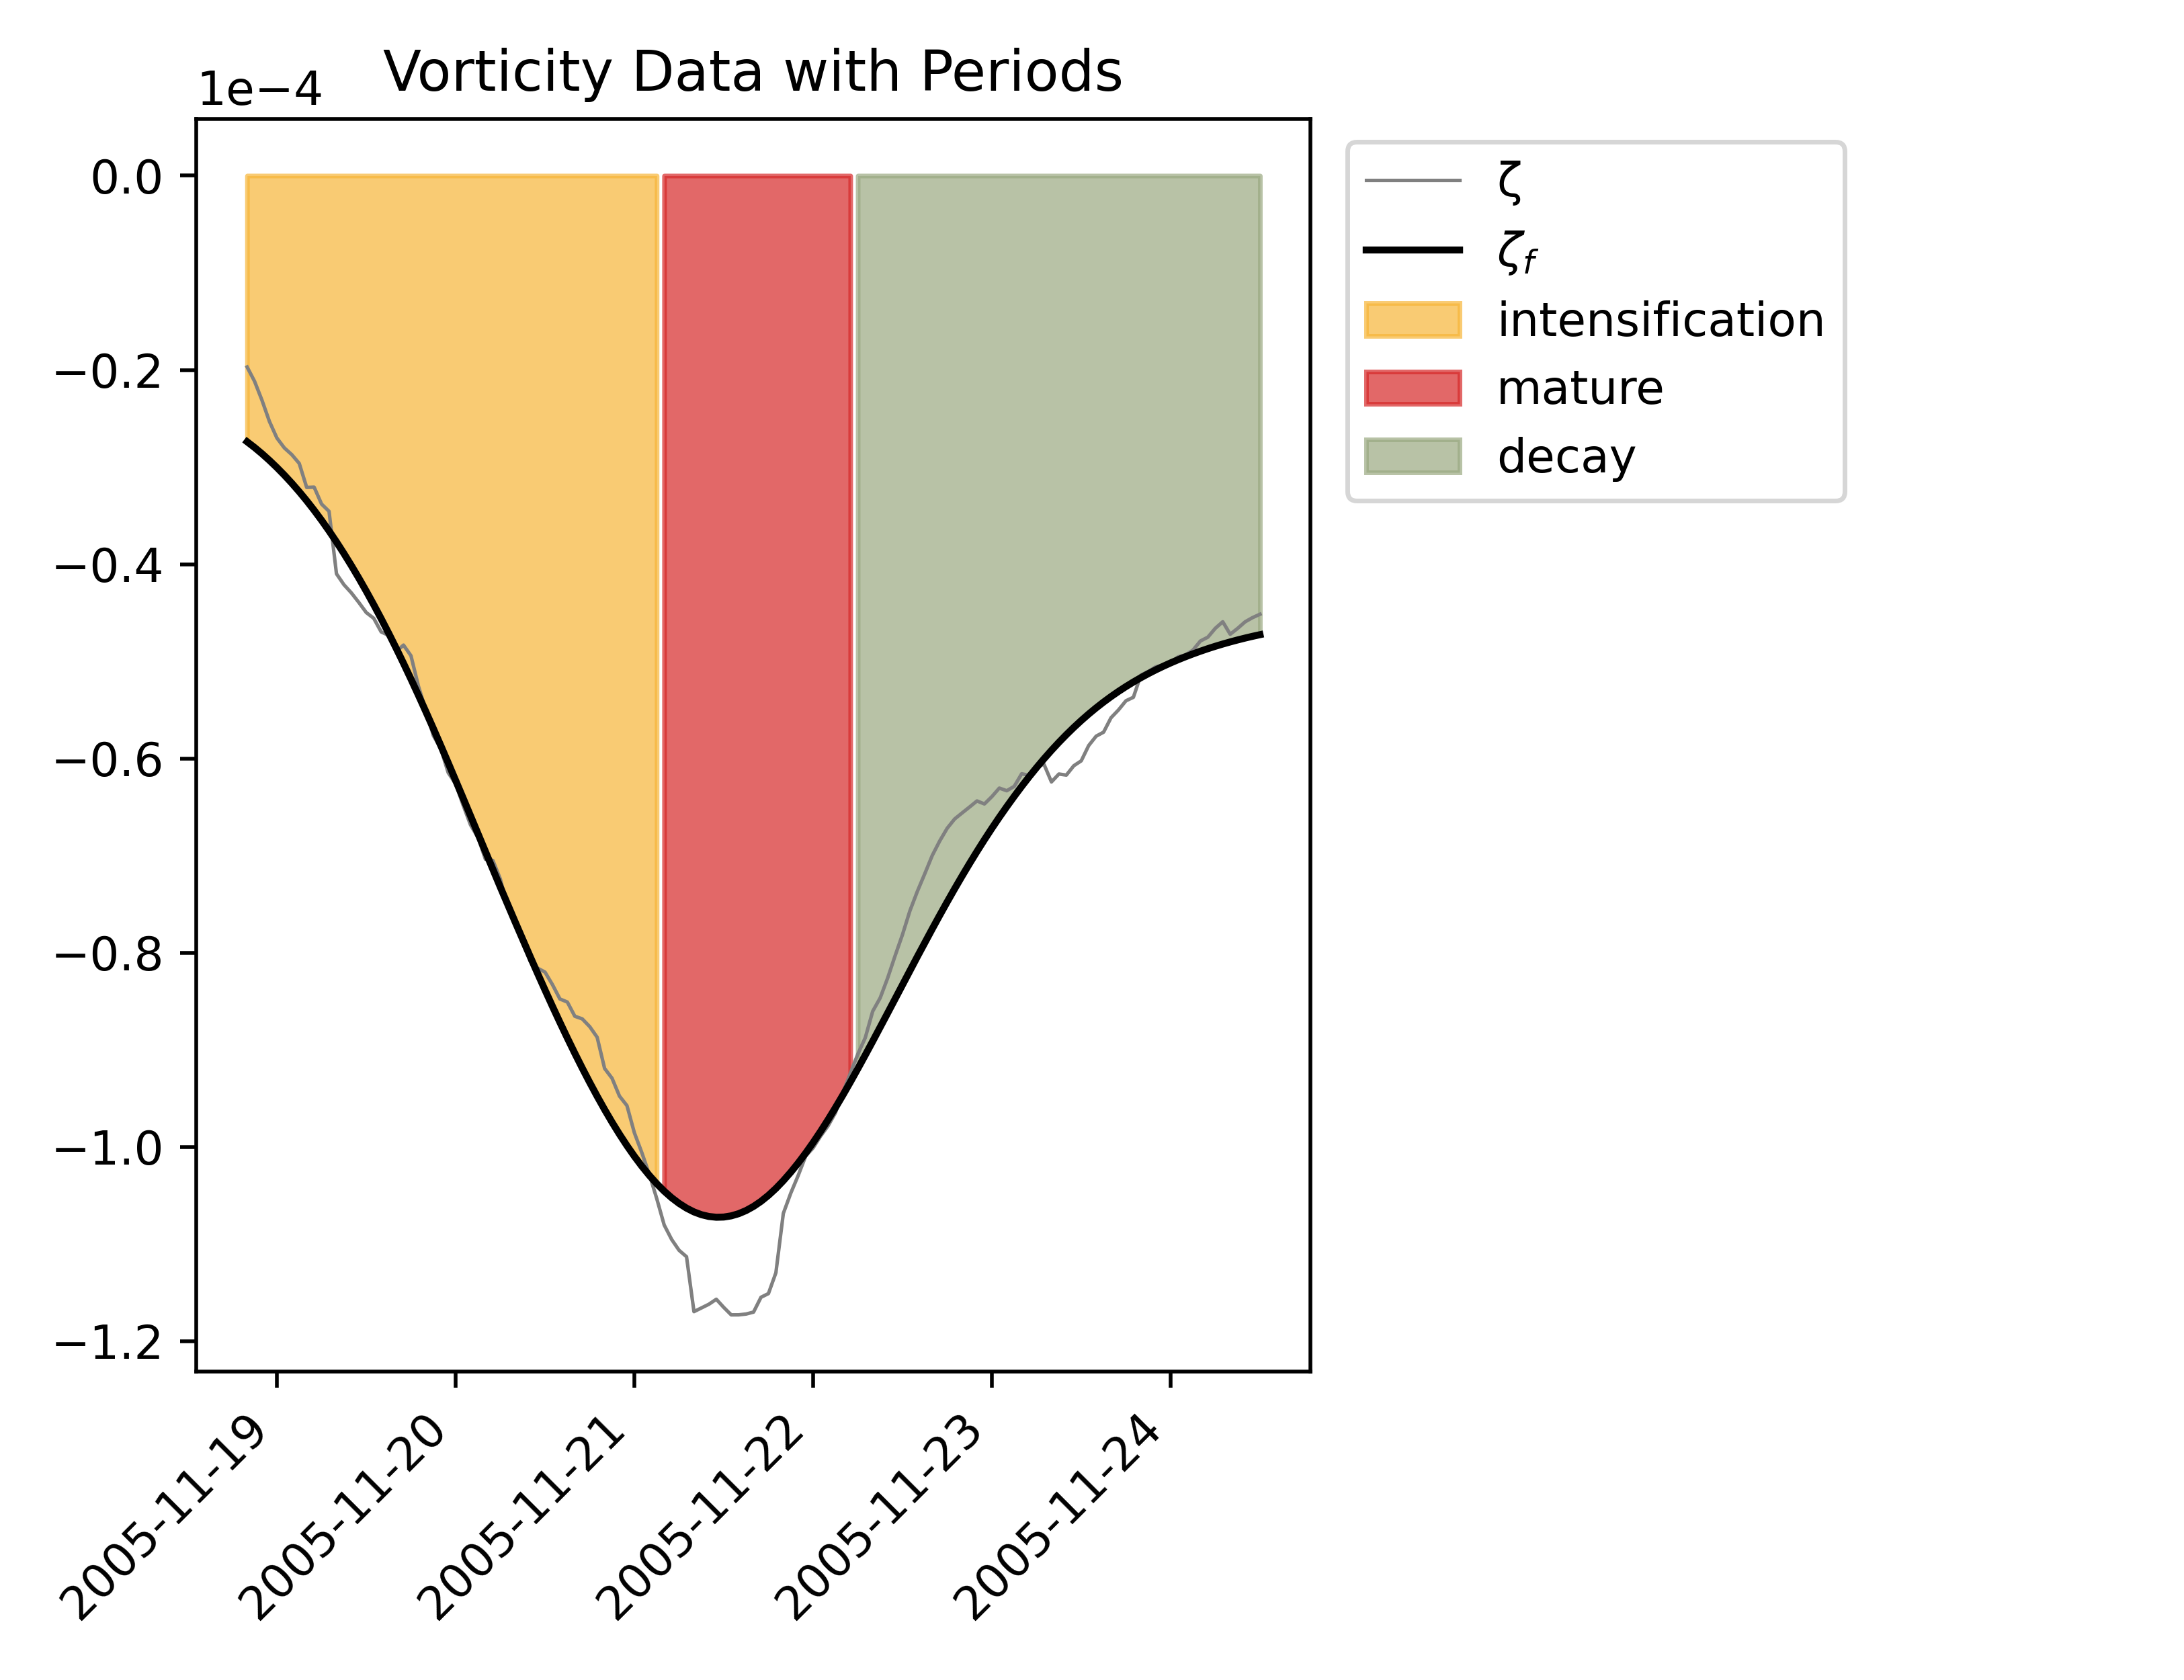 Vorticity Data with Periods
1e−4
0.0
−0.2
−0.4
−0.6
−0.8
−1.0
−1.2
2005-11-19
2005-11-20
2005-11-21
2005-11-22
2005-11-23
2005-11-24
ζ
ζf
intensification
mature
decay